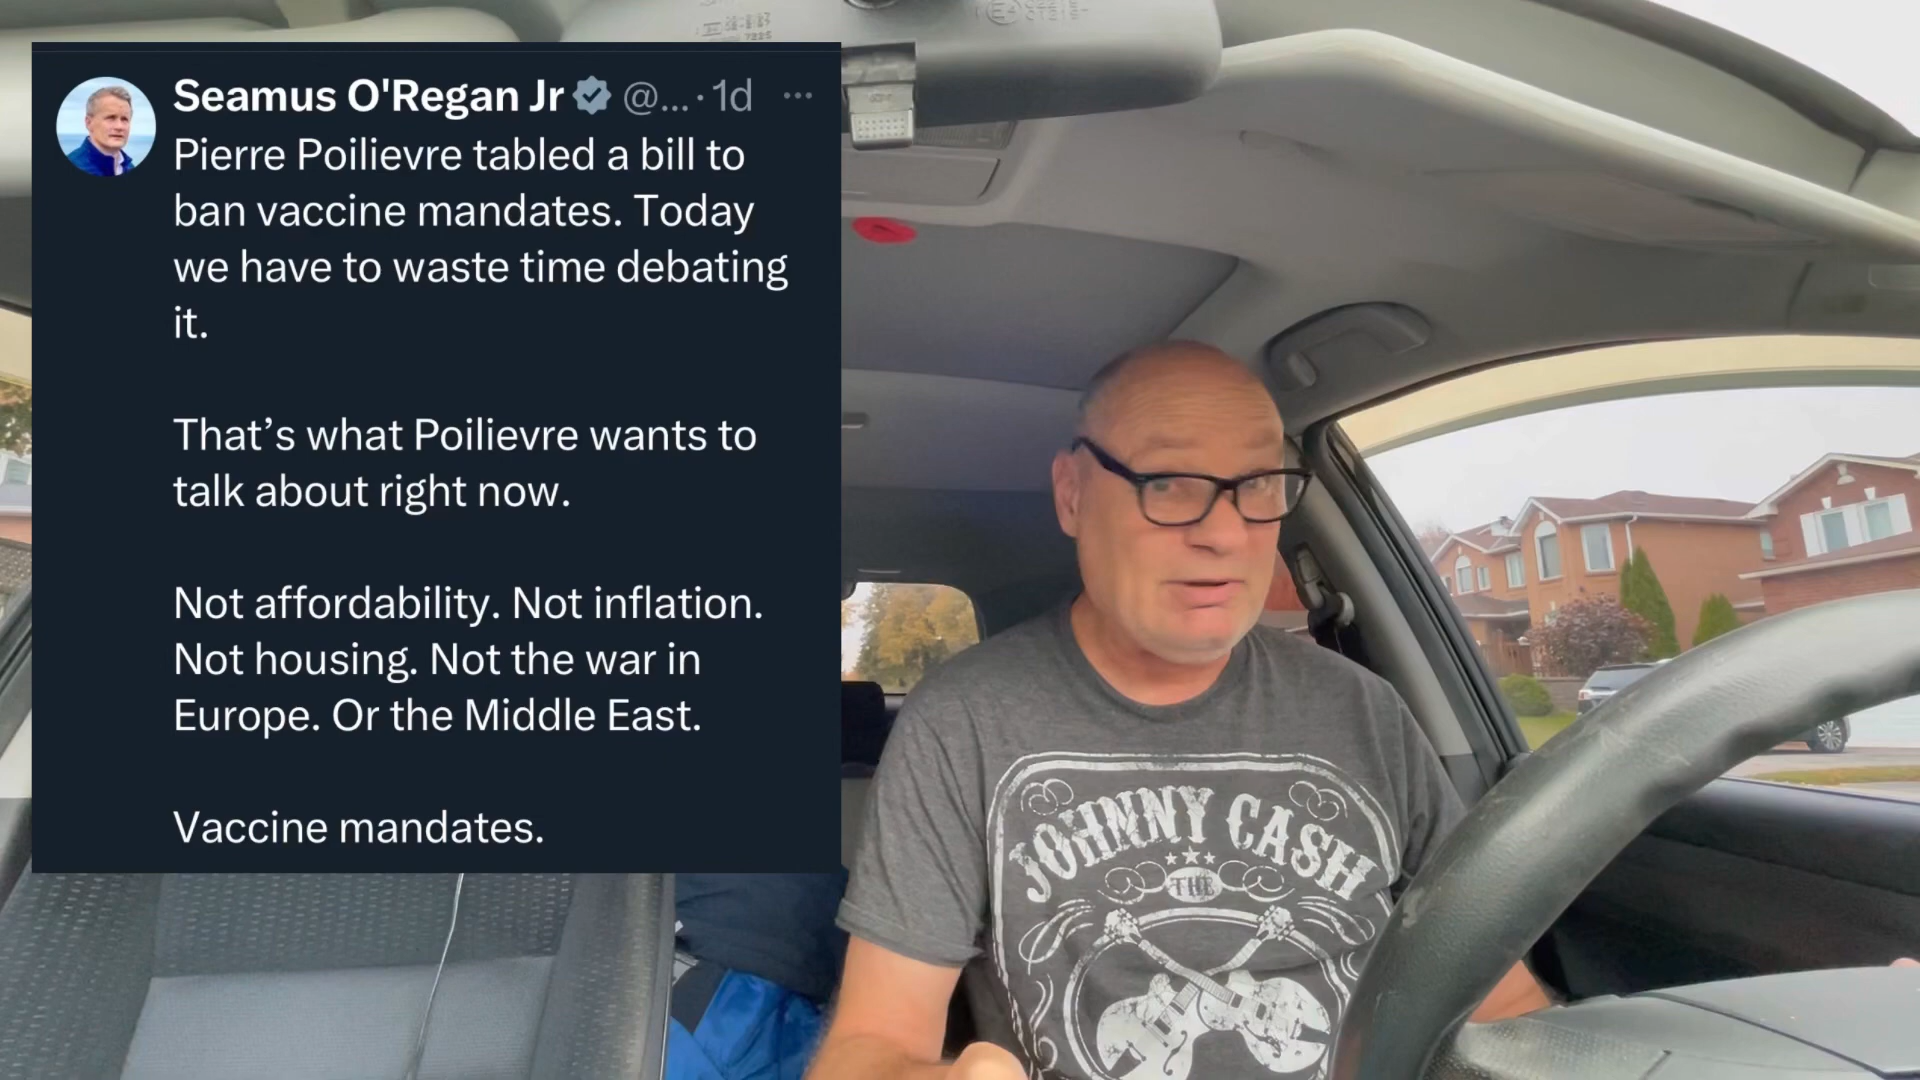 Seamus O'Regan Jr @... · 1d ...
Pierre Poilievre tabled a bill to
ban vaccine mandates. Today
we have to waste time debating
it.
That’s what Poilievre wants to
talk about right now.
Not affordability. Not inflation.
Not housing. Not the war in
Europe. Or the Middle East.
Vaccine mandates.
JOHNNY CASH
THE